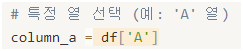 # 특정 열 선택 (예: 'A' 열)
column_a = df['A']